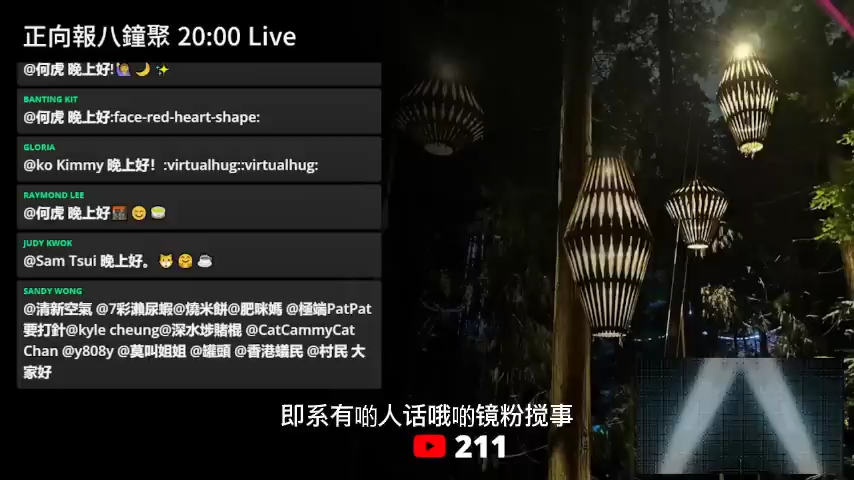 正向報八鐘聚 20:00 Live
@何虎 晚上好!🙋‍♀️🌙✨
BANTING KIT
@何虎 晚上好:face-red-heart-shape:
GLORIA
@ko Kimmy 晚上好！:virtualhug::virtualhug:
RAYMOND LEE
@何虎 晚上好🌇😊🍵
JUDY KWOK
@Sam Tsui 晚上好。🐱🤗☕
SANDY WONG
@清新空氣 @7彩瀨尿蝦@燒米餅@肥眯媽 @極端PatPat
要打針@kyle cheung@深水埗賭棍 @CatCammyCat
Chan @y808y @莫叫姐姐 @罐頭 @香港蟻民 @村民 大
家好
即系有啲人话哦啲镜粉搅事
211